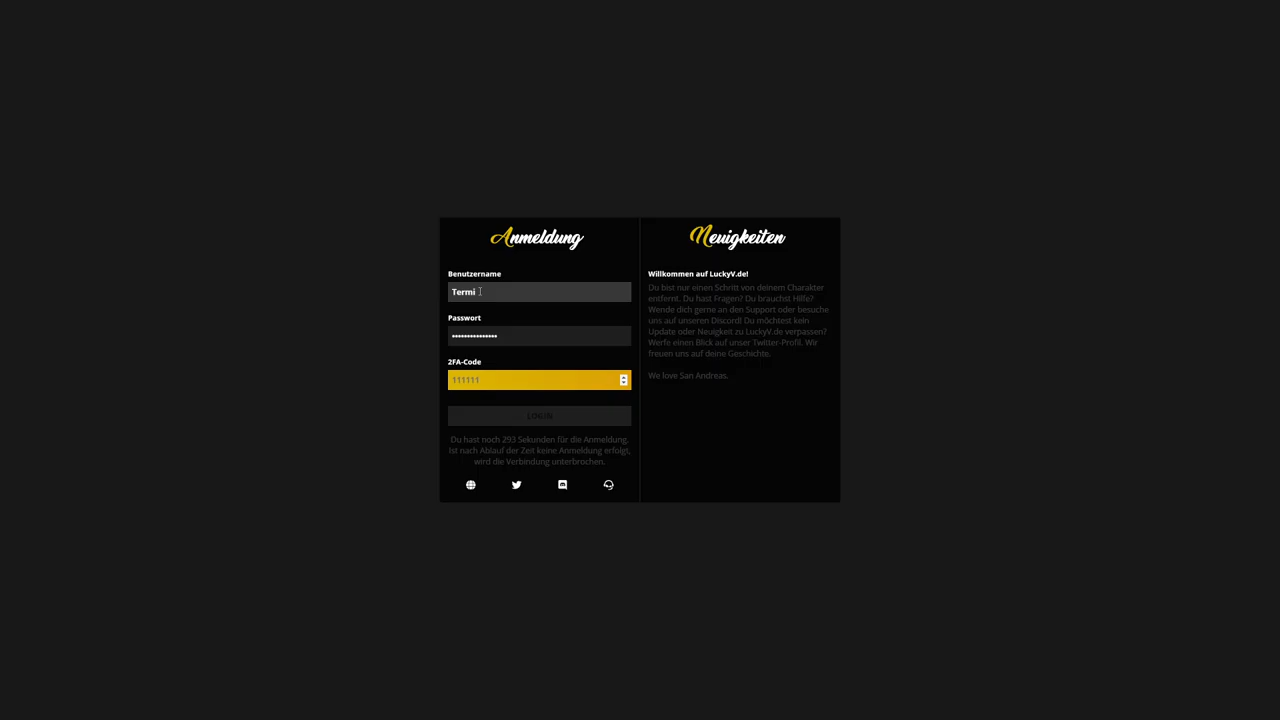 Anmeldung
Benutzername
Termi
Passwort
•••••••••••••••
2FA-Code
111111
LOGIN
Du hast noch 293 Sekunden für die Anmeldung.
Ist nach Ablauf der Zeit keine Anmeldung erfolgt,
wird die Verbindung unterbrochen.
Neuigkeiten
Willkommen auf LuckyV.de!
Du bist nur einen Schritt von deinem Charakter
entfernt. Du hast Fragen? Du brauchst Hilfe?
Wende dich gerne an den Support oder besuche
uns auf unseren Discord! Du möchtest kein
Update oder Neuigkeit zu LuckyV.de verpassen?
Werfe einen Blick auf unser Twitter-Profil. Wir
freuen uns auf deine Geschichte.
We love San Andreas.